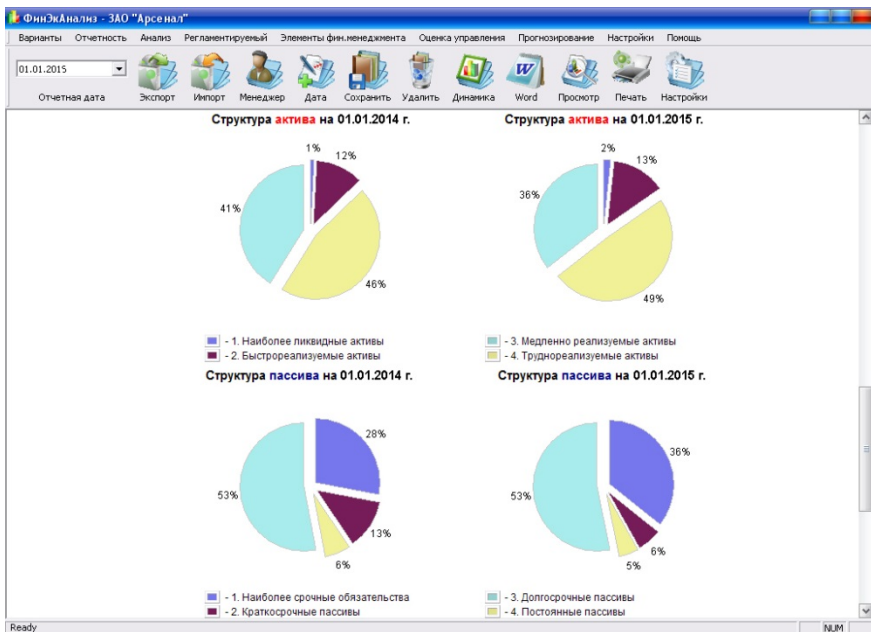 ФинЭкАнализ - ЗАО "Арсенал"
Варианты Отчетность Анализ Регламентируемый Элементы фин.менеджмента Оценка управления Прогнозирование Настройки Помощь
01.01.2015
Отчетная дата Экспорт Импорт Менеджер Дата Сохранить Удалить Динамика Word Просмотр Печать Настройки
Структура актива на 01.01.2014 г. Структура актива на 01.01.2015 г.
1% 12% 46% 41%
2% 13% 49% 36%
- 1. Наиболее ликвидные активы - 3. Медленно реализуемые активы
- 2. Быстрореализуемые активы - 4. Труднореализуемые активы
Структура пассива на 01.01.2014 г. Структура пассива на 01.01.2015 г.
28% 13% 6% 53%
36% 6% 5% 53%
- 1. Наиболее срочные обязательства - 3. Долгосрочные пассивы
- 2. Краткосрочные пассивы - 4. Постоянные пассивы
Ready NUM